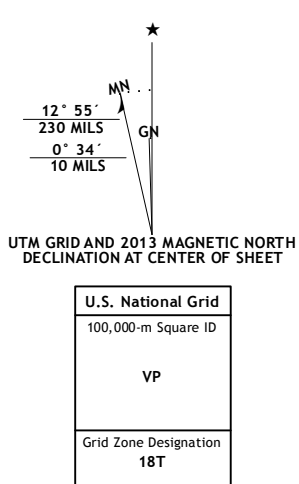 ★
MN
12° 55´
230 MILS
GN
0° 34´
10 MILS
UTM GRID AND 2013 MAGNETIC NORTH
DECLINATION AT CENTER OF SHEET
U.S. National Grid
100,000-m Square ID
VP
Grid Zone Designation
18T